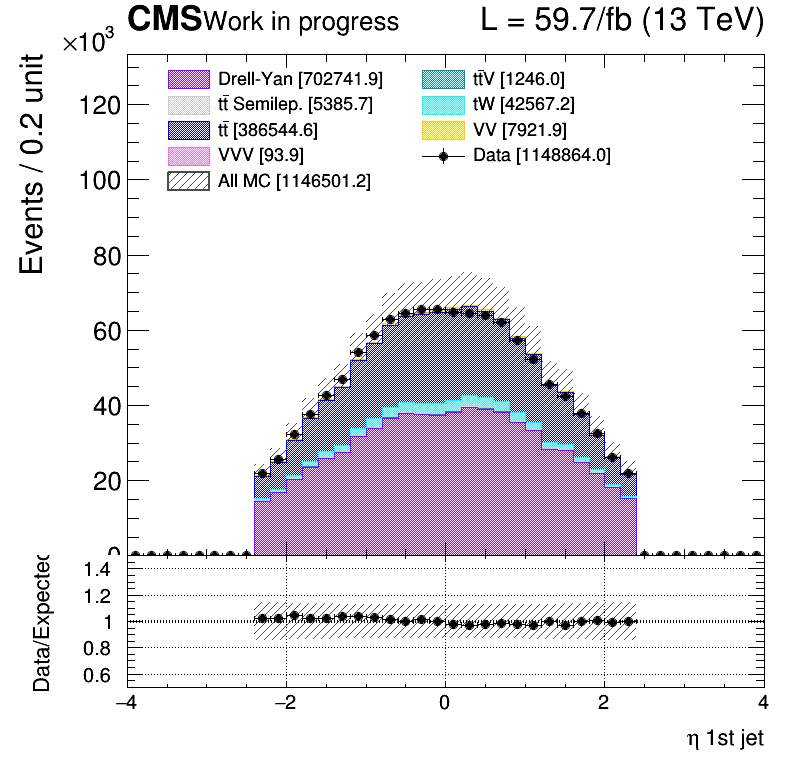 CMS Work in progress L = 59.7/fb (13 TeV)
×10³
Events / 0.2 unit
Drell-Yan [702741.9]
tt̄ Semilep. [5385.7]
tt̄ [386544.6]
VVV [93.9]
All MC [1146501.2]
tt̄V [1246.0]
tW [42567.2]
VV [7921.9]
Data [1148864.0]
120
100
80
60
40
20
0
Data/Expected
1.4
1.2
1
0.8
0.6
−4 −2 0 2 4
η 1st jet